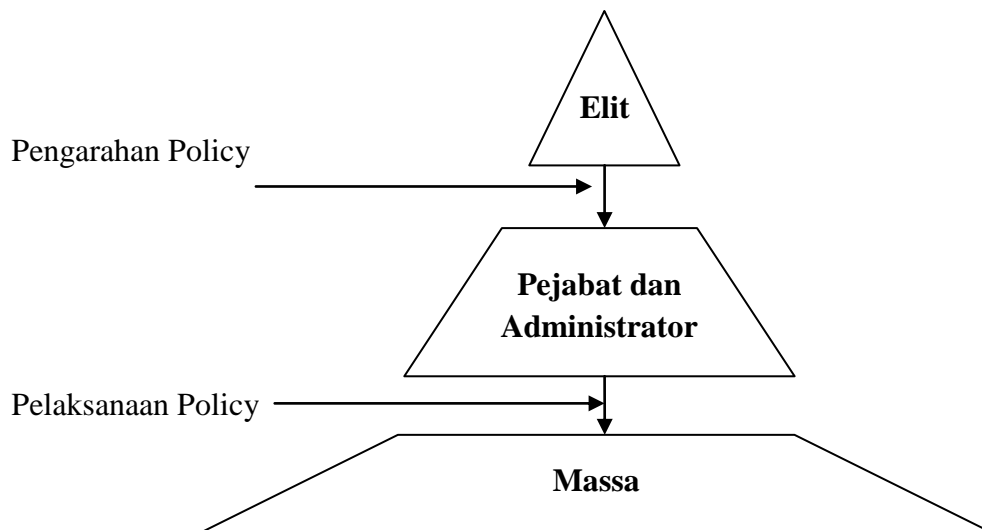 Elit
Pengarahan Policy
Pejabat dan
Administrator
Pelaksanaan Policy
Massa